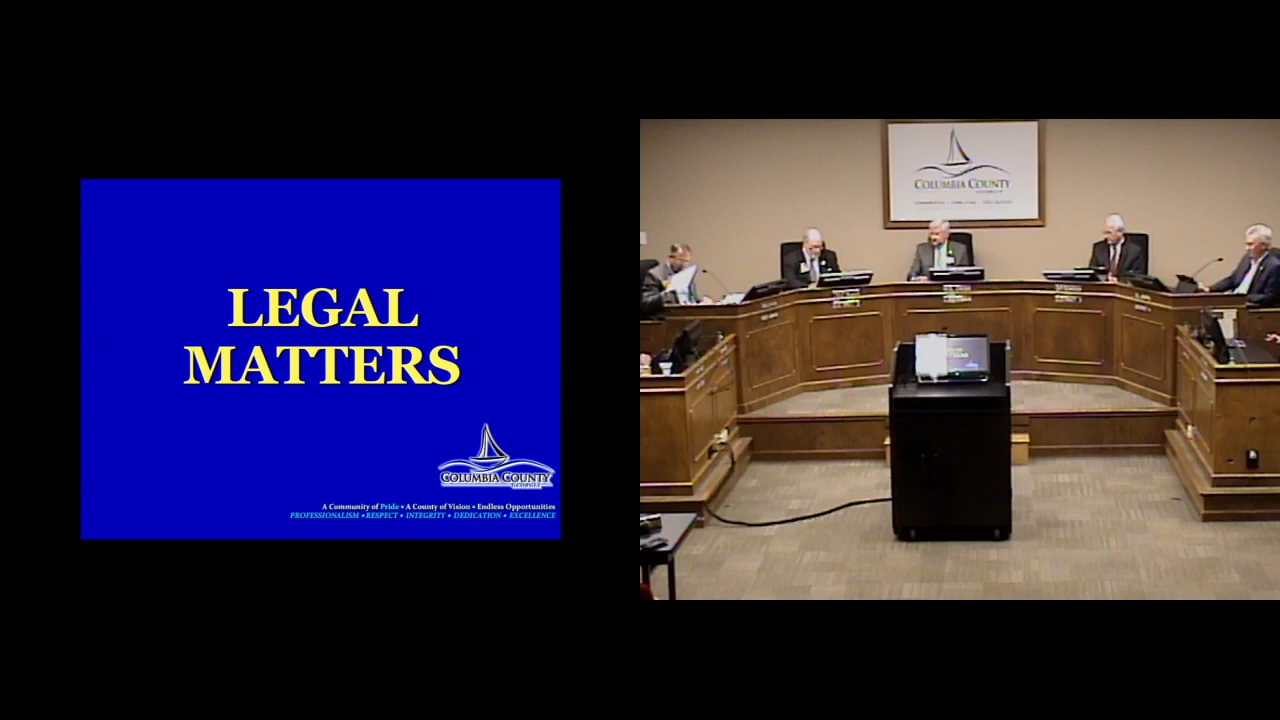 LEGAL
MATTERS
COLUMBIA COUNTY
GEORGIA
A Community of Pride • A County of Vision • Endless Opportunities
PROFESSIONALISM • RESPECT • INTEGRITY • DEDICATION • EXCELLENCE
COLUMBIA COUNTY